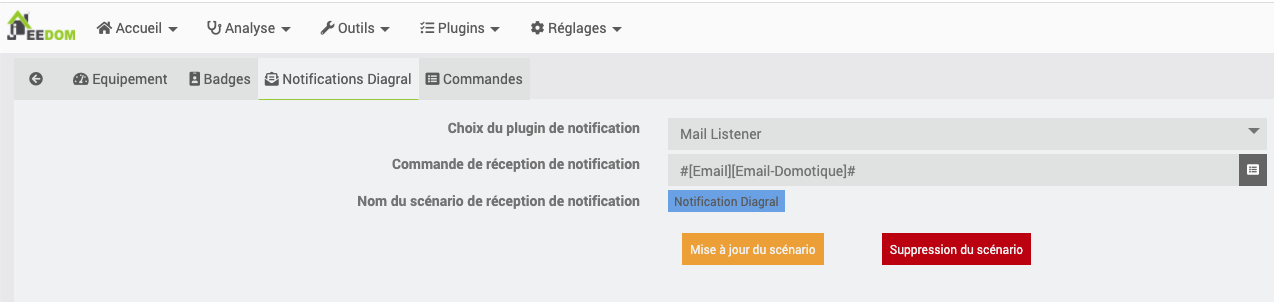 EEDOM Accueil Analyse Outils Plugins Réglages
Equipement Badges Notifications Diagral Commandes
Choix du plugin de notification Mail Listener
Commande de réception de notification #[Email][Email-Domotique]#
Nom du scénario de réception de notification Notification Diagral
Mise à jour du scénario Suppression du scénario